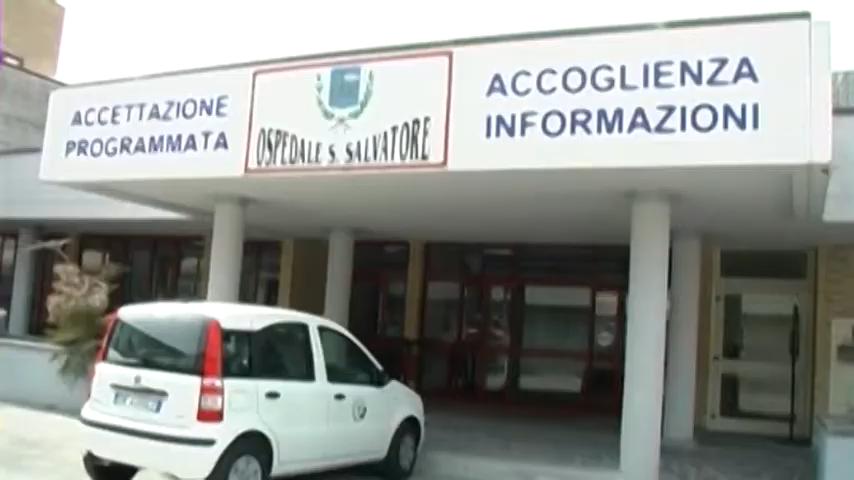 ACCETTAZIONE
PROGRAMMATA
OSPEDALE S. SALVATORE
ACCOGLIENZA
INFORMAZIONI